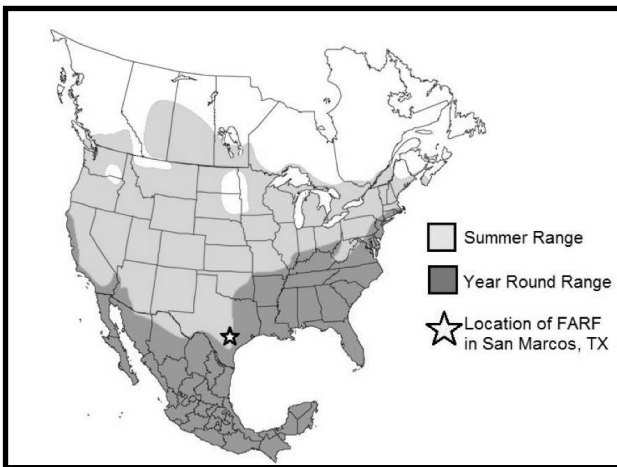 Summer Range
Year Round Range
Location of FARF
in San Marcos, TX